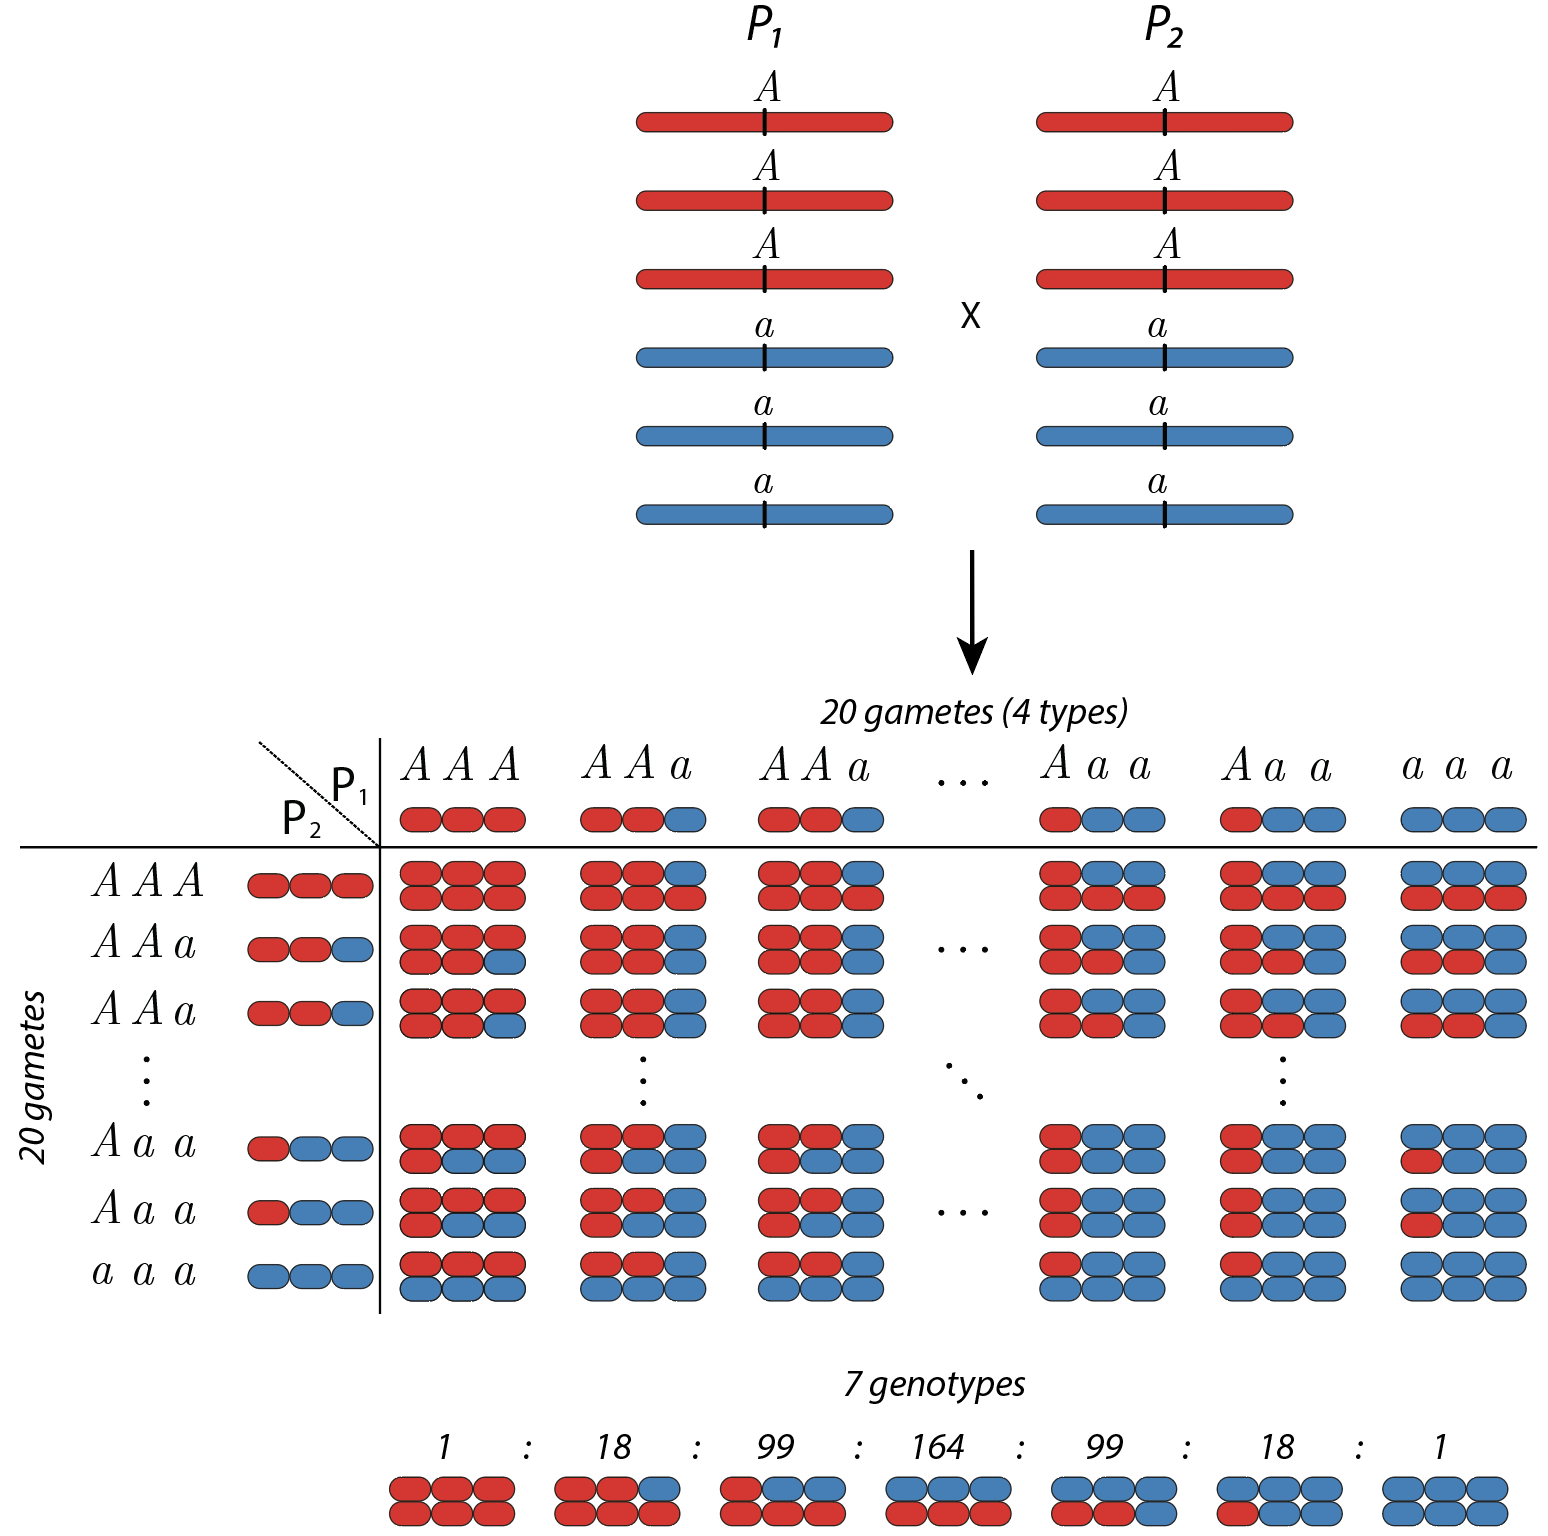 P1 P2
A A
A A
A A
X
a a
a a
a a
20 gametes (4 types)
A A A A A a A A a . . . A a a A a a a a a
P1
P2
A A A
A A a . . .
A A a
20 gametes
A a a
A a a . . .
a a a
7 genotypes
1 : 18 : 99 : 164 : 99 : 18 : 1